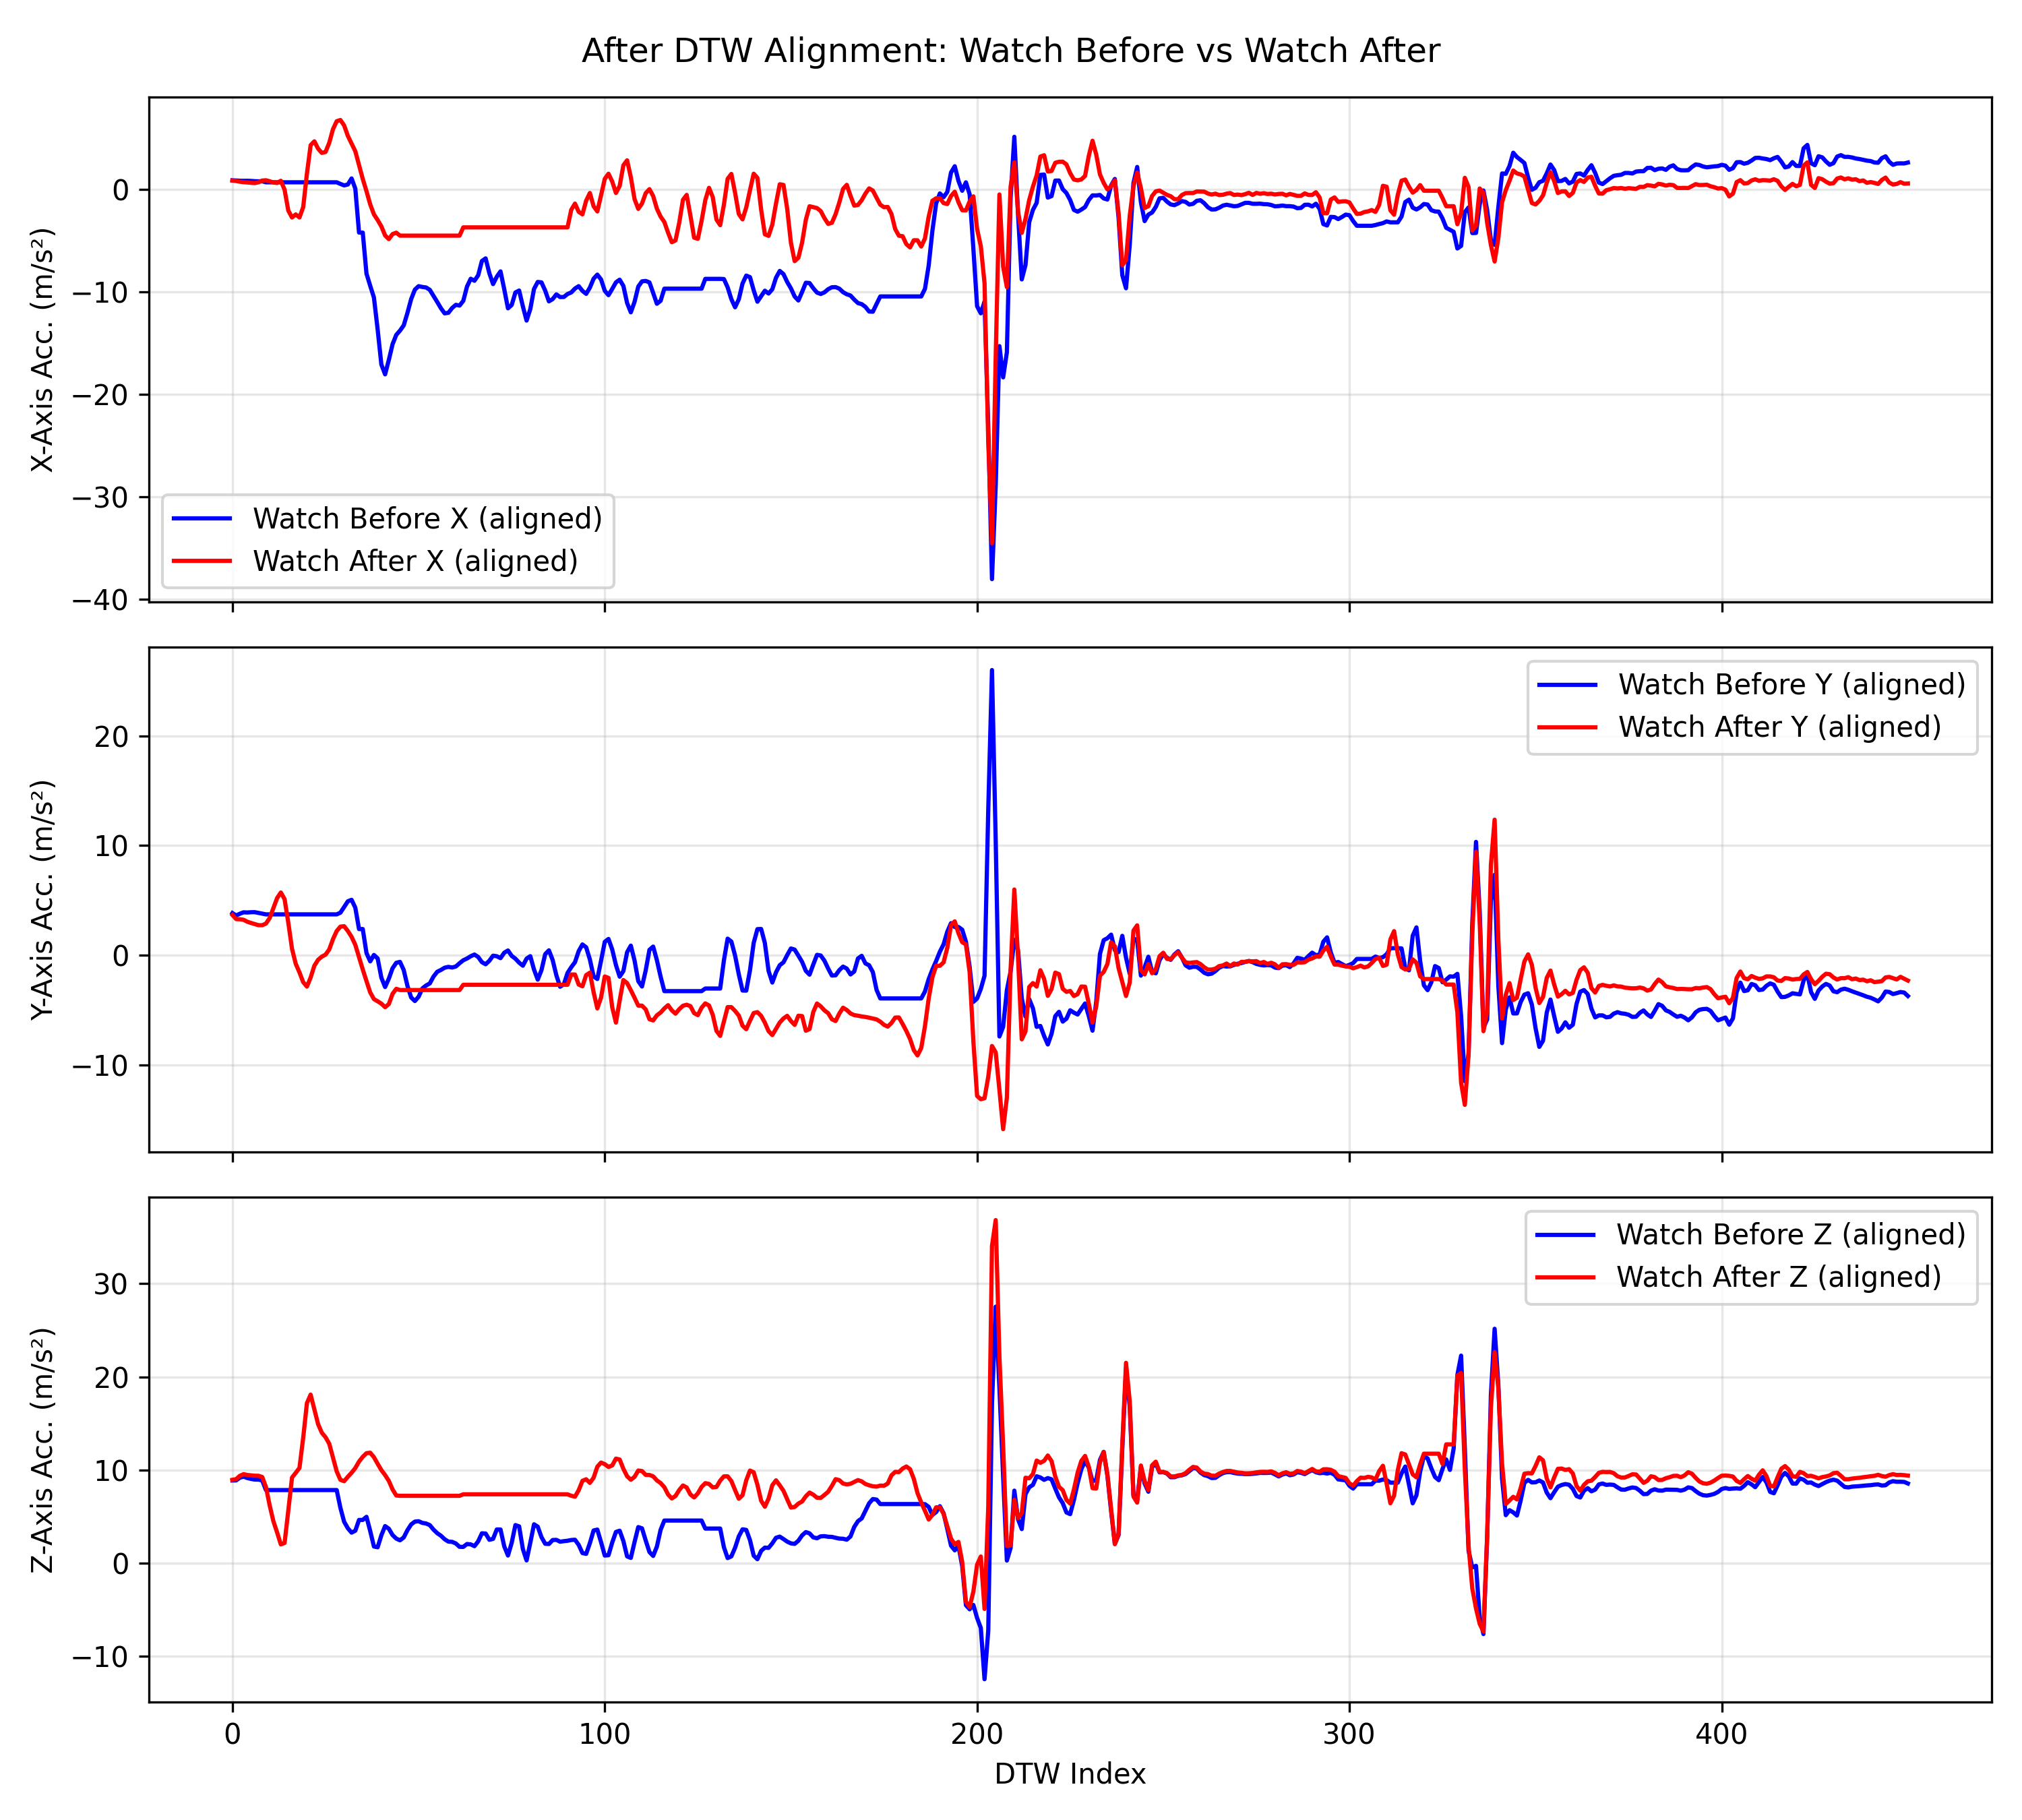 After DTW Alignment: Watch Before vs Watch After
X-Axis Acc. (m/s²)
0
−10
−20
−30
−40
Watch Before X (aligned)
Watch After X (aligned)
Y-Axis Acc. (m/s²)
20
10
0
−10
Watch Before Y (aligned)
Watch After Y (aligned)
Z-Axis Acc. (m/s²)
30
20
10
0
−10
Watch Before Z (aligned)
Watch After Z (aligned)
0 100 200 300 400
DTW Index